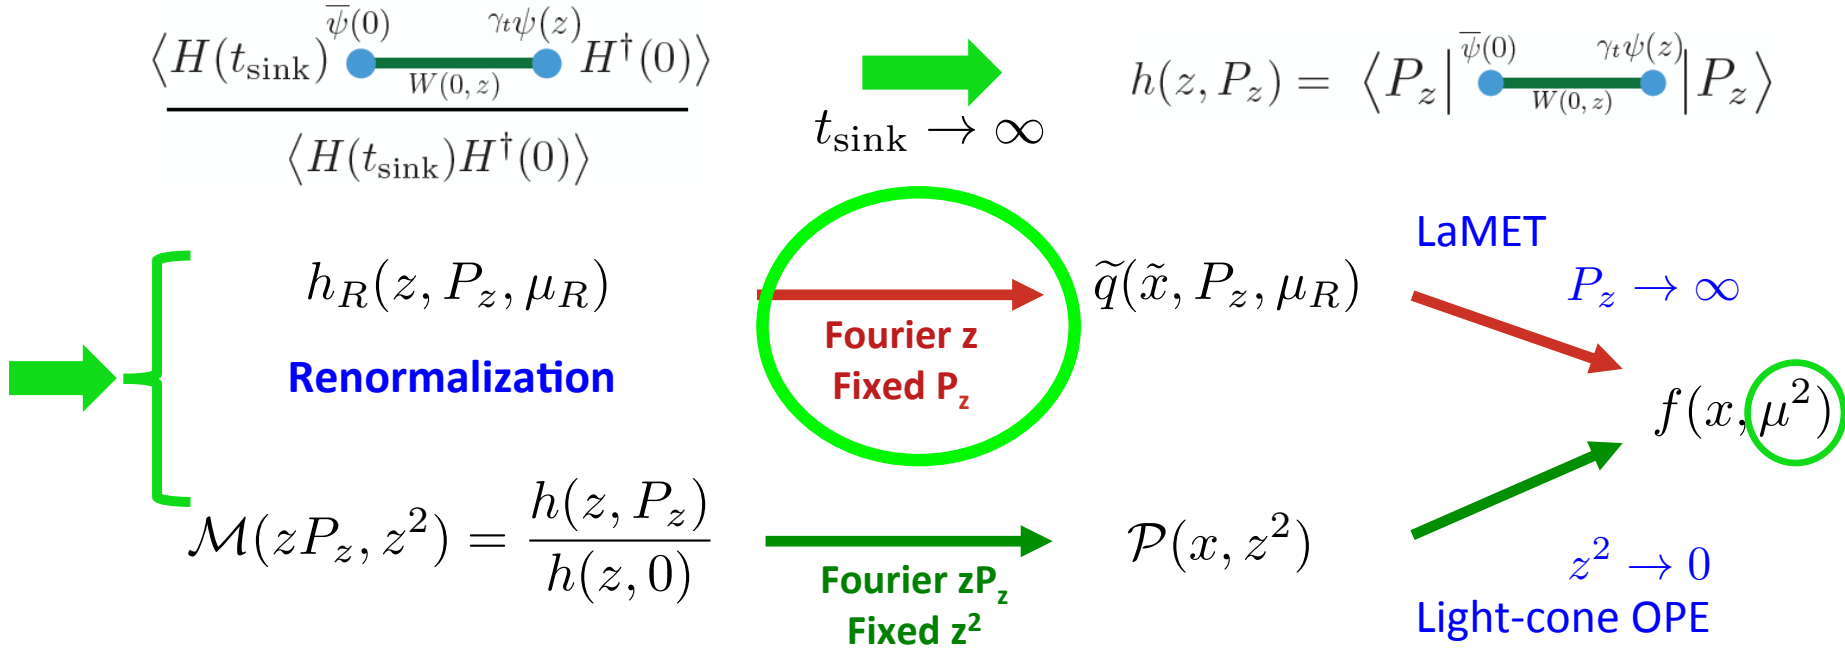 ⟨H(t_sink) ψ̅(0) W(0, z) γ_tψ(z) H†(0)⟩
⟨H(t_sink)H†(0)⟩
t_sink → ∞
h(z, P_z) = ⟨P_z| ψ̅(0) W(0, z) γ_tψ(z) |P_z⟩
LaMET
P_z → ∞
h_R(z, P_z, μ_R)
Fourier z
Fixed P_z
q̃(x̃, P_z, μ_R)
Renormalization
f(x, μ²)
ℳ(zP_z, z²) = h(z, P_z) / h(z, 0)
Fourier zP_z
Fixed z²
𝒫(x, z²)
z² → 0
Light-cone OPE